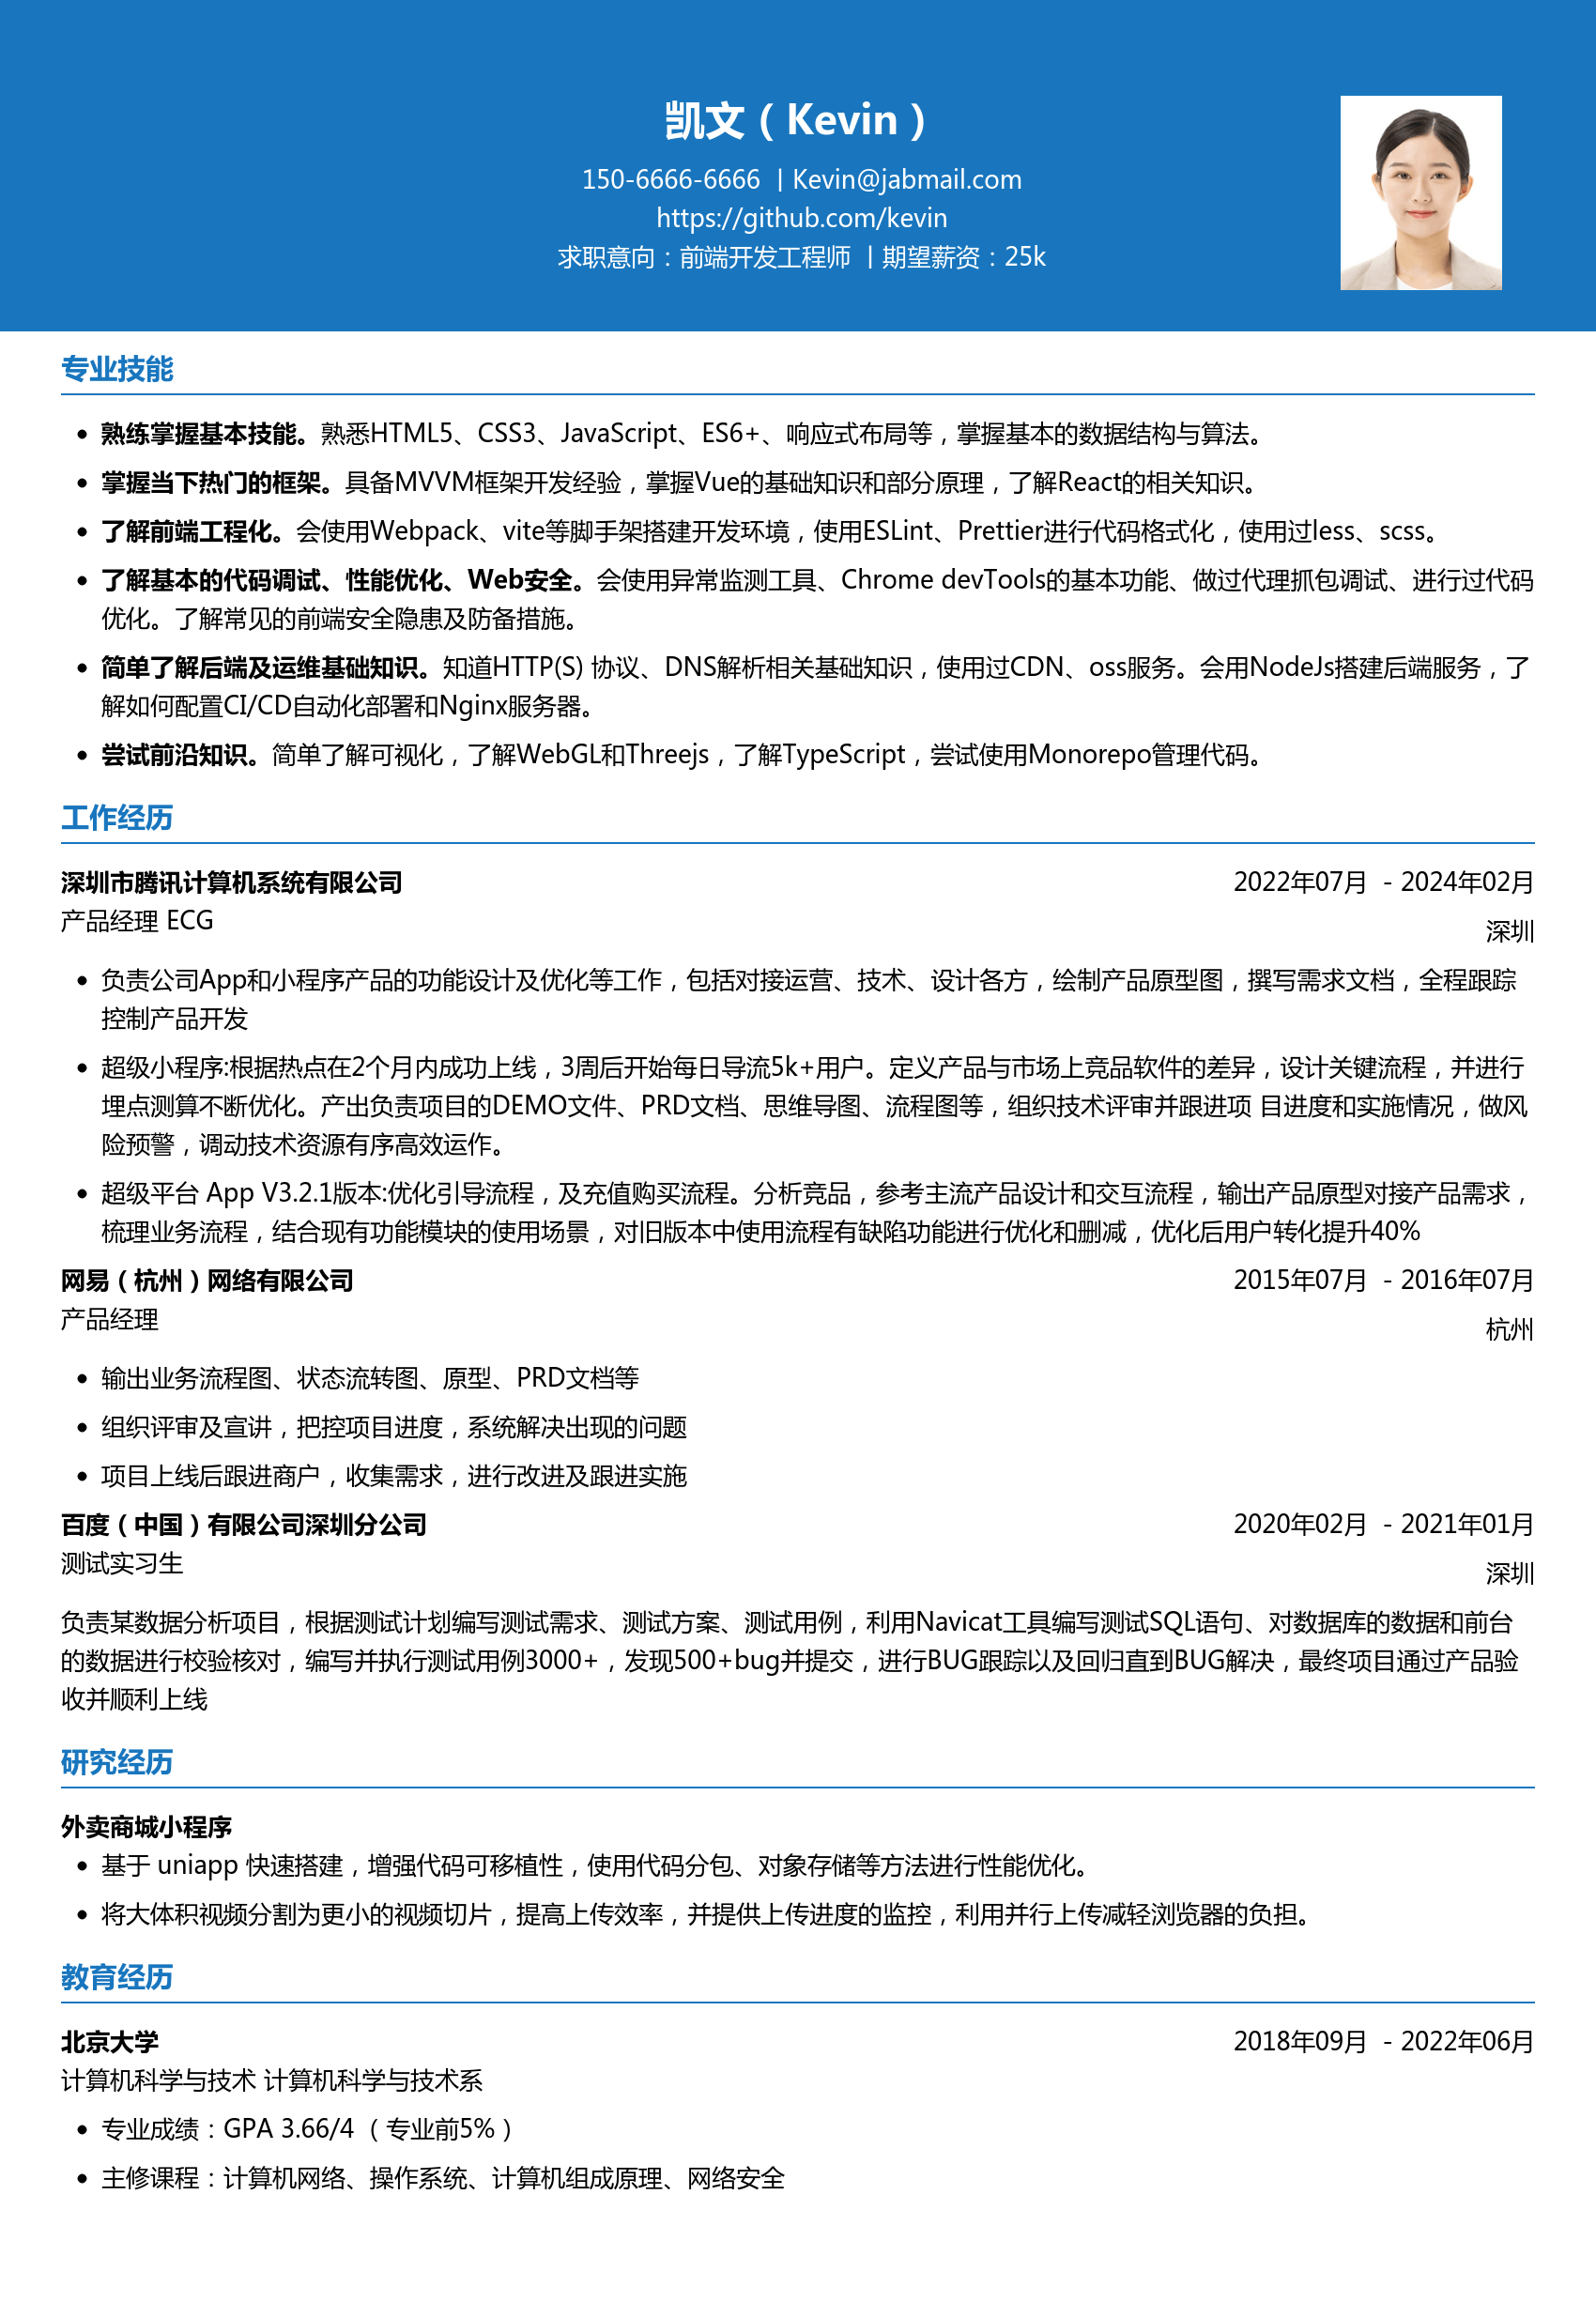 凯文（Kevin）
150-6666-6666 | Kevin@jabmail.com
https://github.com/kevin
求职意向：前端开发工程师 | 期望薪资：25k
专业技能
• 熟练掌握基本技能。熟悉HTML5、CSS3、JavaScript、ES6+、响应式布局等，掌握基本的数据结构与算法。
• 掌握当下热门的框架。具备MVVM框架开发经验，掌握Vue的基础知识和部分原理，了解React的相关知识。
• 了解前端工程化。会使用Webpack、vite等脚手架搭建开发环境，使用ESLint、Prettier进行代码格式化，使用过less、scss。
• 了解基本的代码调试、性能优化、Web安全。会使用异常监测工具、Chrome devTools的基本功能、做过代理抓包调试、进行过代码
优化。了解常见的前端安全隐患及防备措施。
• 简单了解后端及运维基础知识。知道HTTP(S) 协议、DNS解析相关基础知识，使用过CDN、oss服务。会用NodeJs搭建后端服务，了
解如何配置CI/CD自动化部署和Nginx服务器。
• 尝试前沿知识。简单了解可视化，了解WebGL和Threejs，了解TypeScript，尝试使用Monorepo管理代码。
工作经历
深圳市腾讯计算机系统有限公司 2022年07月 - 2024年02月
产品经理 ECG 深圳
• 负责公司App和小程序产品的功能设计及优化等工作，包括对接运营、技术、设计各方，绘制产品原型图，撰写需求文档，全程跟踪
控制产品开发
• 超级小程序:根据热点在2个月内成功上线，3周后开始每日导流5k+用户。定义产品与市场上竞品软件的差异，设计关键流程，并进行
埋点测算不断优化。产出负责项目的DEMO文件、PRD文档、思维导图、流程图等，组织技术评审并跟进项 目进度和实施情况，做风
险预警，调动技术资源有序高效运作。
• 超级平台 App V3.2.1版本:优化引导流程，及充值购买流程。分析竞品，参考主流产品设计和交互流程，输出产品原型对接产品需求，
梳理业务流程，结合现有功能模块的使用场景，对旧版本中使用流程有缺陷功能进行优化和删减，优化后用户转化提升40%
网易（杭州）网络有限公司 2015年07月 - 2016年07月
产品经理 杭州
• 输出业务流程图、状态流转图、原型、PRD文档等
• 组织评审及宣讲，把控项目进度，系统解决出现的问题
• 项目上线后跟进商户，收集需求，进行改进及跟进实施
百度（中国）有限公司深圳分公司 2020年02月 - 2021年01月
测试实习生 深圳
负责某数据分析项目，根据测试计划编写测试需求、测试方案、测试用例，利用Navicat工具编写测试SQL语句、对数据库的数据和前台
的数据进行校验核对，编写并执行测试用例3000+，发现500+bug并提交，进行BUG跟踪以及回归直到BUG解决，最终项目通过产品验
收并顺利上线
研究经历
外卖商城小程序
• 基于 uniapp 快速搭建，增强代码可移植性，使用代码分包、对象存储等方法进行性能优化。
• 将大体积视频分割为更小的视频切片，提高上传效率，并提供上传进度的监控，利用并行上传减轻浏览器的负担。
教育经历
北京大学 2018年09月 - 2022年06月
计算机科学与技术 计算机科学与技术系
• 专业成绩：GPA 3.66/4 （专业前5%）
• 主修课程：计算机网络、操作系统、计算机组成原理、网络安全